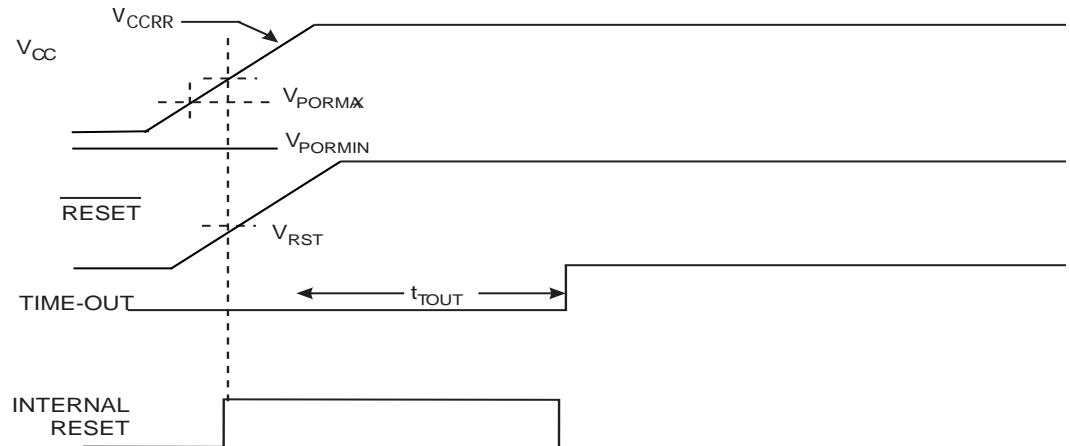 VCCRR
VCC
VPORMAX
VPORMIN
RESET
VRST
tTOUT
TIME-OUT
INTERNAL
RESET